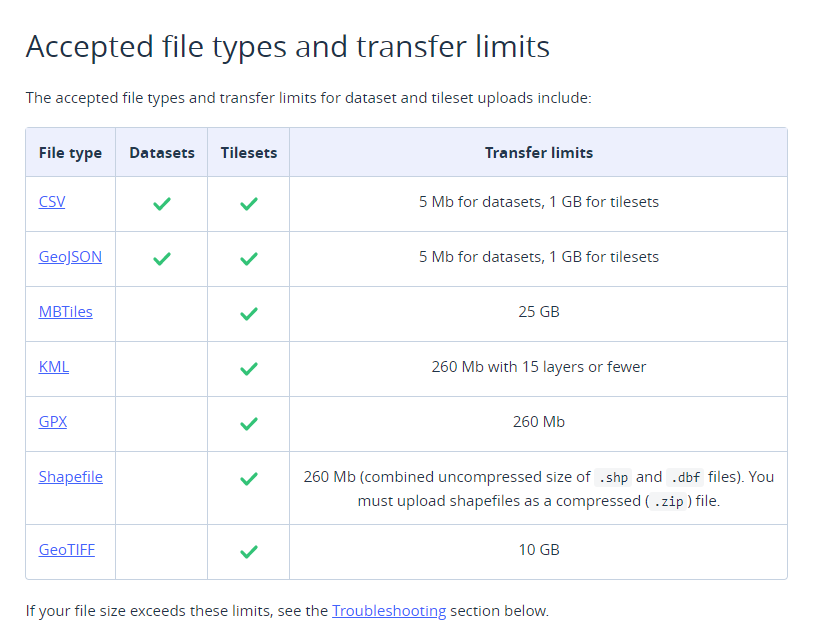 Accepted file types and transfer limits
The accepted file types and transfer limits for dataset and tileset uploads include:
File type Datasets Tilesets Transfer limits
CSV 5 Mb for datasets, 1 GB for tilesets
GeoJSON 5 Mb for datasets, 1 GB for tilesets
MBTiles 25 GB
KML 260 Mb with 15 layers or fewer
GPX 260 Mb
Shapefile 260 Mb (combined uncompressed size of .shp and .dbf files). You
must upload shapefiles as a compressed ( .zip ) file.
GeoTIFF 10 GB
If your file size exceeds these limits, see the Troubleshooting section below.